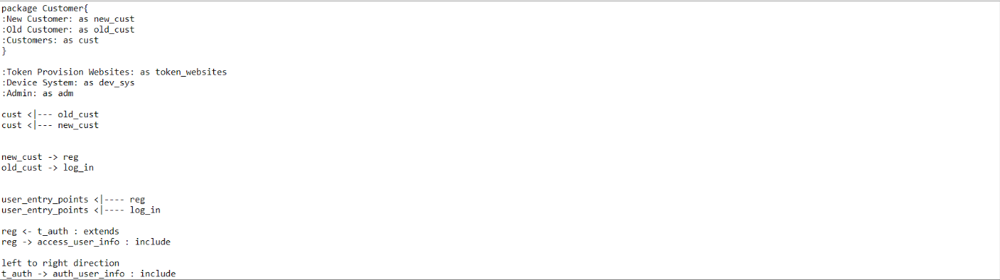 package Customer{
:New Customer: as new_cust
:Old Customer: as old_cust
:Customers: as cust
}
:Token Provision Websites: as token_websites
:Device System: as dev_sys
:Admin: as adm
cust <|--- old_cust
cust <|--- new_cust
new_cust -> reg
old_cust -> log_in
user_entry_points <|---- reg
user_entry_points <|---- log_in
reg <- t_auth : extends
reg -> access_user_info : include
left to right direction
t_auth -> auth_user_info : include